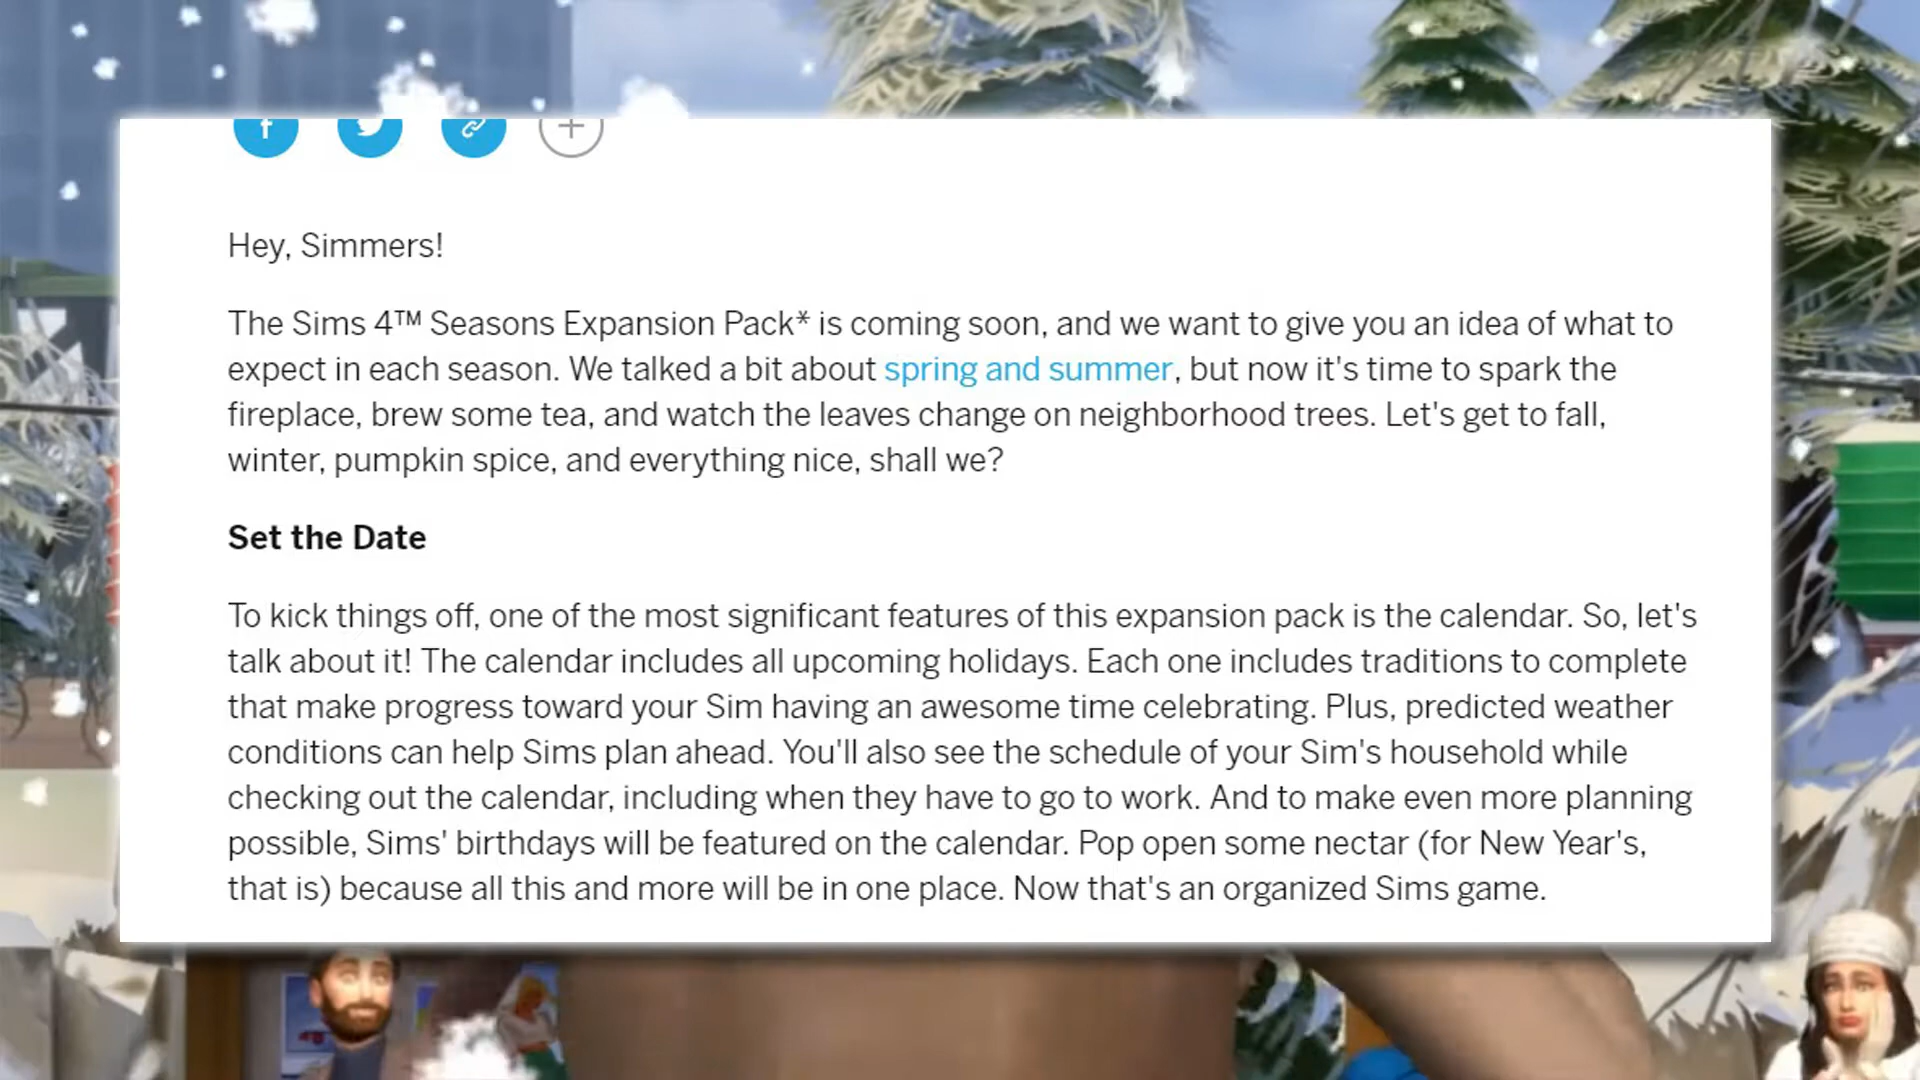 Hey, Simmers!
The Sims 4™ Seasons Expansion Pack* is coming soon, and we want to give you an idea of what to
expect in each season. We talked a bit about spring and summer, but now it's time to spark the
fireplace, brew some tea, and watch the leaves change on neighborhood trees. Let's get to fall,
winter, pumpkin spice, and everything nice, shall we?
Set the Date
To kick things off, one of the most significant features of this expansion pack is the calendar. So, let's
talk about it! The calendar includes all upcoming holidays. Each one includes traditions to complete
that make progress toward your Sim having an awesome time celebrating. Plus, predicted weather
conditions can help Sims plan ahead. You'll also see the schedule of your Sim's household while
checking out the calendar, including when they have to go to work. And to make even more planning
possible, Sims' birthdays will be featured on the calendar. Pop open some nectar (for New Year's,
that is) because all this and more will be in one place. Now that's an organized Sims game.